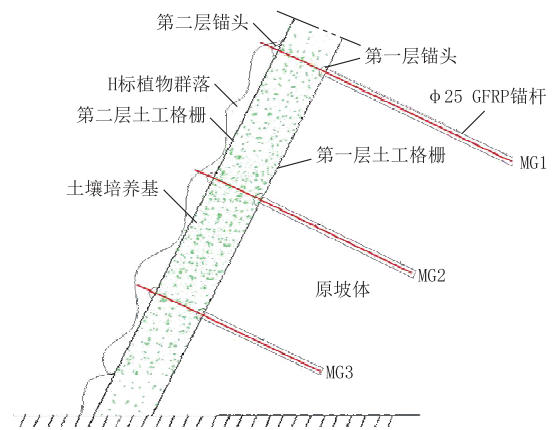 第二层锚头
第一层锚头
H标植物群落
Φ25 GFRP锚杆
第二层土工格栅
第一层土工格栅
MG1
土壤培养基
MG2
原坡体
MG3